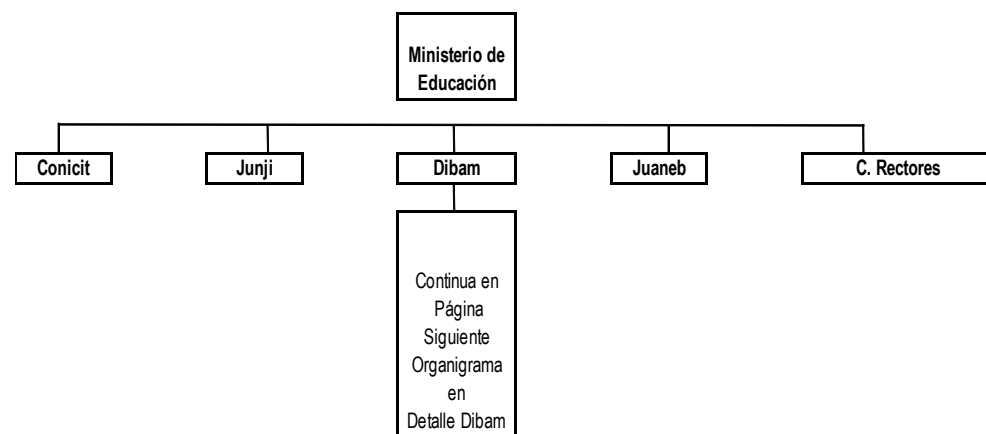 Ministerio de
Educación
Conicit
Junji
Dibam
Juaneb
C. Rectores
Continua en
Página
Siguiente
Organigrama
en
Detalle Dibam